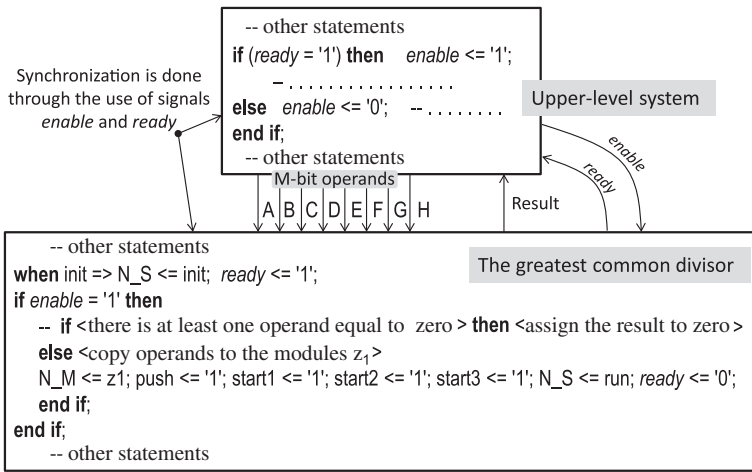 -- other statements
if (ready = '1') then enable <= '1';
– . . . . . . . . . . . . . . . . .
else enable <= '0'; -- . . . . . . . .
end if;
-- other statements
Synchronization is done
through the use of signals
enable and ready
Upper-level system
enable
ready
M-bit operands
A B C D E F G H
Result
-- other statements
The greatest common divisor
when init => N_S <= init; ready <= '1';
if enable = '1' then
-- if <there is at least one operand equal to zero > then <assign the result to zero>
else <copy operands to the modules z1>
N_M <= z1; push <= '1'; start1 <= '1'; start2 <= '1'; start3 <= '1'; N_S <= run; ready <= '0';
end if;
end if;
-- other statements